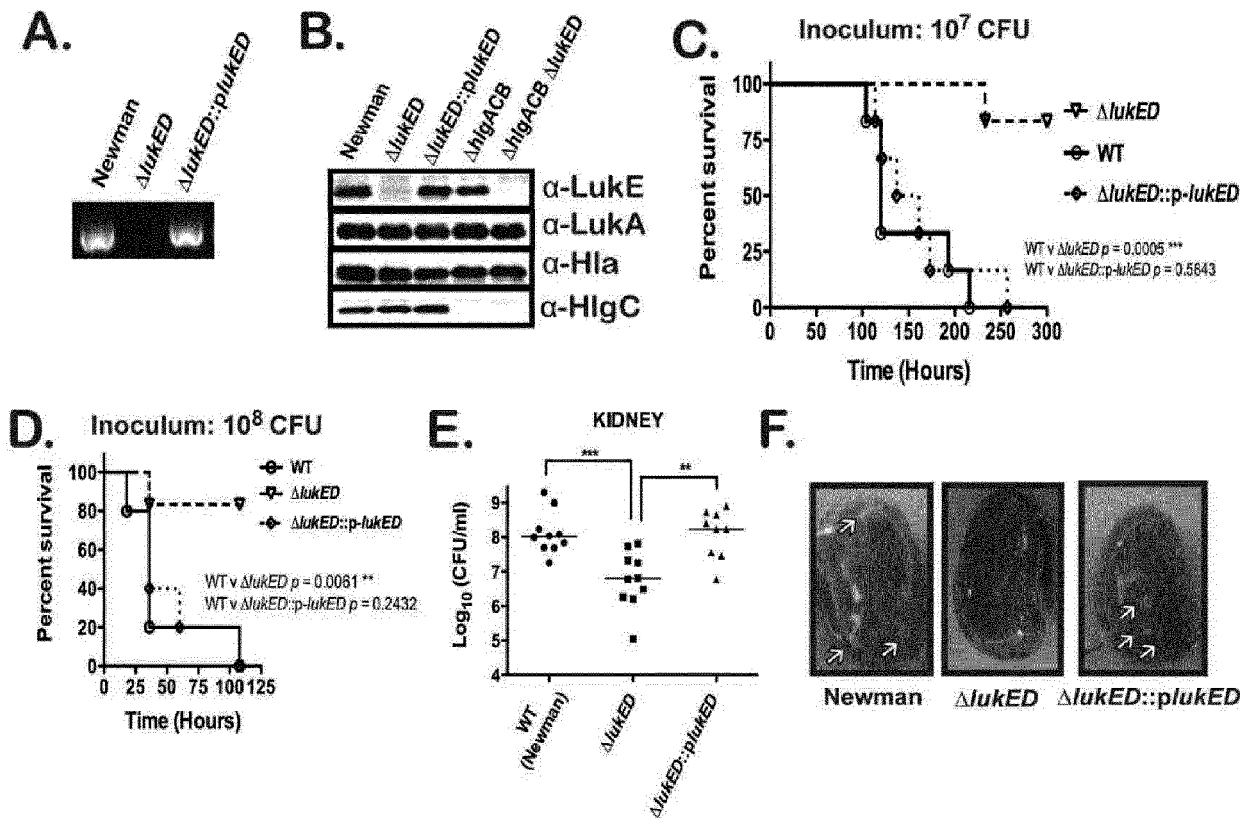 A.
Newman
ΔlukED
ΔlukED::plukED
B.
Newman
ΔlukED
ΔlukED::plukED
ΔhlgACB
ΔhlgACB ΔlukED
α-LukE
α-LukA
α-Hla
α-HlgC
C.
Inoculum: 10⁷ CFU
Percent survival
100
75
50
25
0
0 50 100 150 200 250 300
Time (Hours)
ΔlukED
WT
ΔlukED::p-lukED
WT v ΔlukED p = 0.0005 ***
WT v ΔlukED::p-lukED p = 0.5643
D.
Inoculum: 10⁸ CFU
WT
ΔlukED
ΔlukED::p-lukED
Percent survival
100
80
60
40
20
0
0 25 50 75 100 125
Time (Hours)
WT v ΔlukED p = 0.0061 **
WT v ΔlukED::p-lukED p = 0.2432
E.
KIDNEY
***
**
Log₁₀ (CFU/ml)
9
8
7
6
5
4
WT
(Newman)
ΔlukED
ΔlukED::plukED
F.
Newman
ΔlukED
ΔlukED::plukED